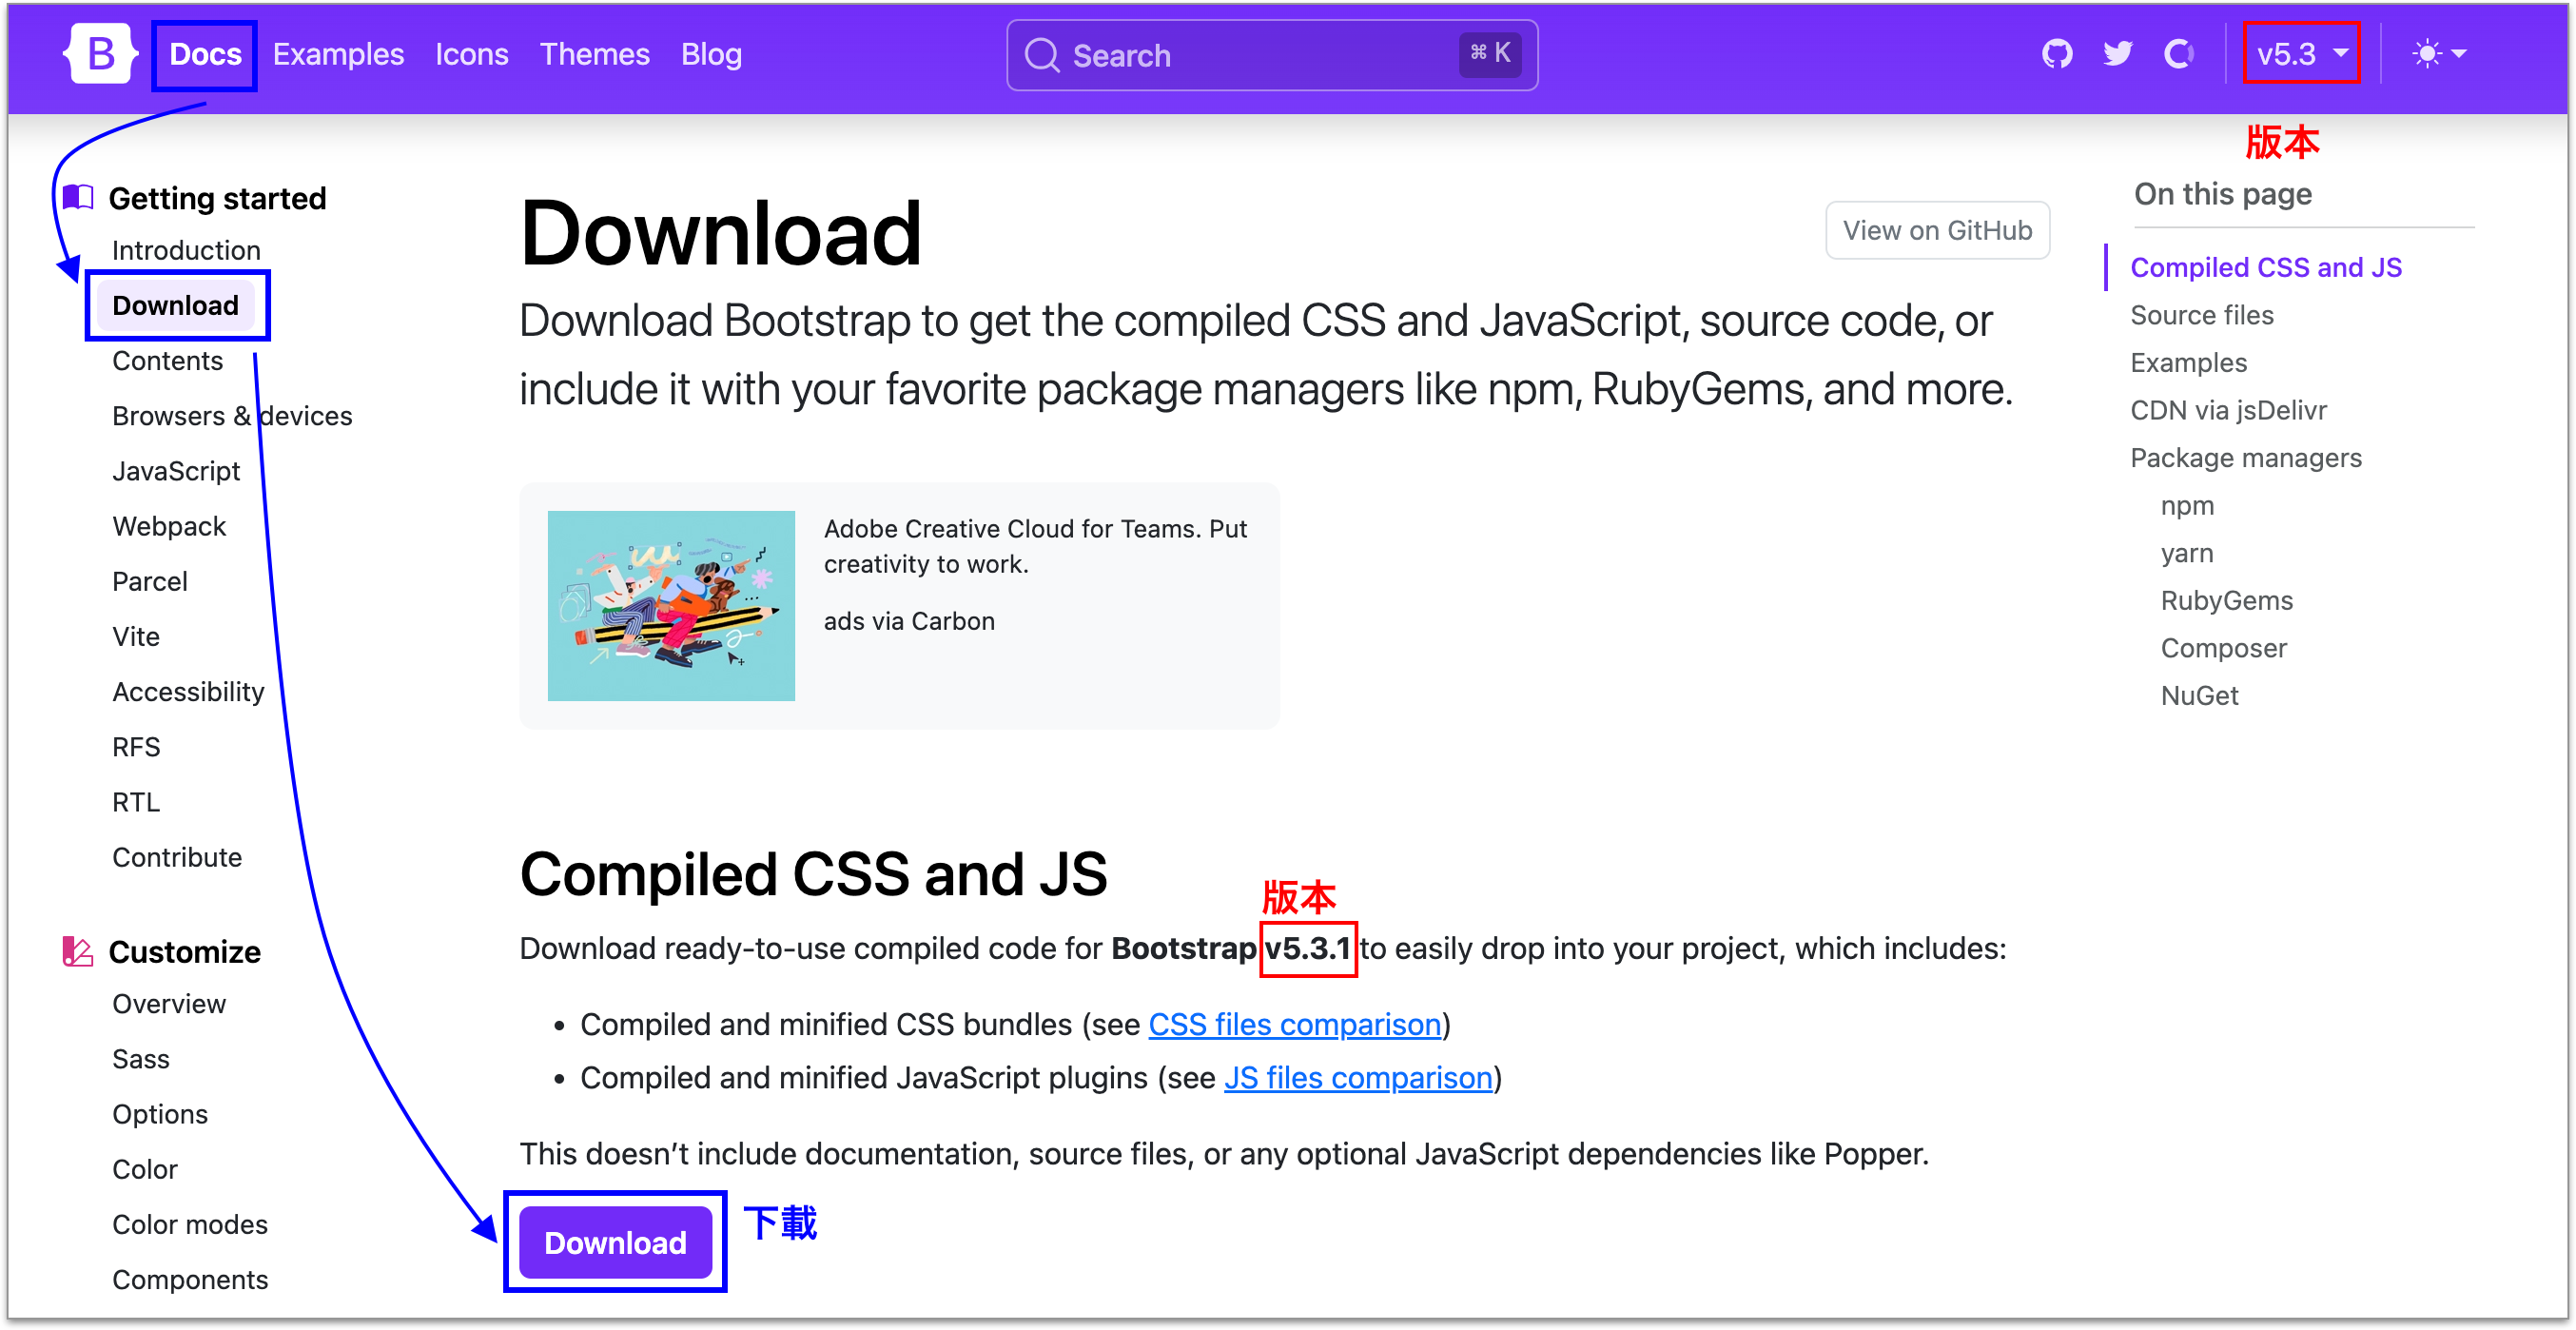 B Docs Examples Icons Themes Blog Search ⌘ K v5.3
版本
Getting started
Introduction
Download
Contents
Browsers & devices
JavaScript
Webpack
Parcel
Vite
Accessibility
RFS
RTL
Contribute
Customize
Overview
Sass
Options
Color
Color modes
Components
Download
View on GitHub
Download Bootstrap to get the compiled CSS and JavaScript, source code, or
include it with your favorite package managers like npm, RubyGems, and more.
Adobe Creative Cloud for Teams. Put
creativity to work.
ads via Carbon
Compiled CSS and JS
版本
Download ready-to-use compiled code for Bootstrap v5.3.1 to easily drop into your project, which includes:
• Compiled and minified CSS bundles (see CSS files comparison)
• Compiled and minified JavaScript plugins (see JS files comparison)
This doesn’t include documentation, source files, or any optional JavaScript dependencies like Popper.
Download 下載
On this page
Compiled CSS and JS
Source files
Examples
CDN via jsDelivr
Package managers
npm
yarn
RubyGems
Composer
NuGet